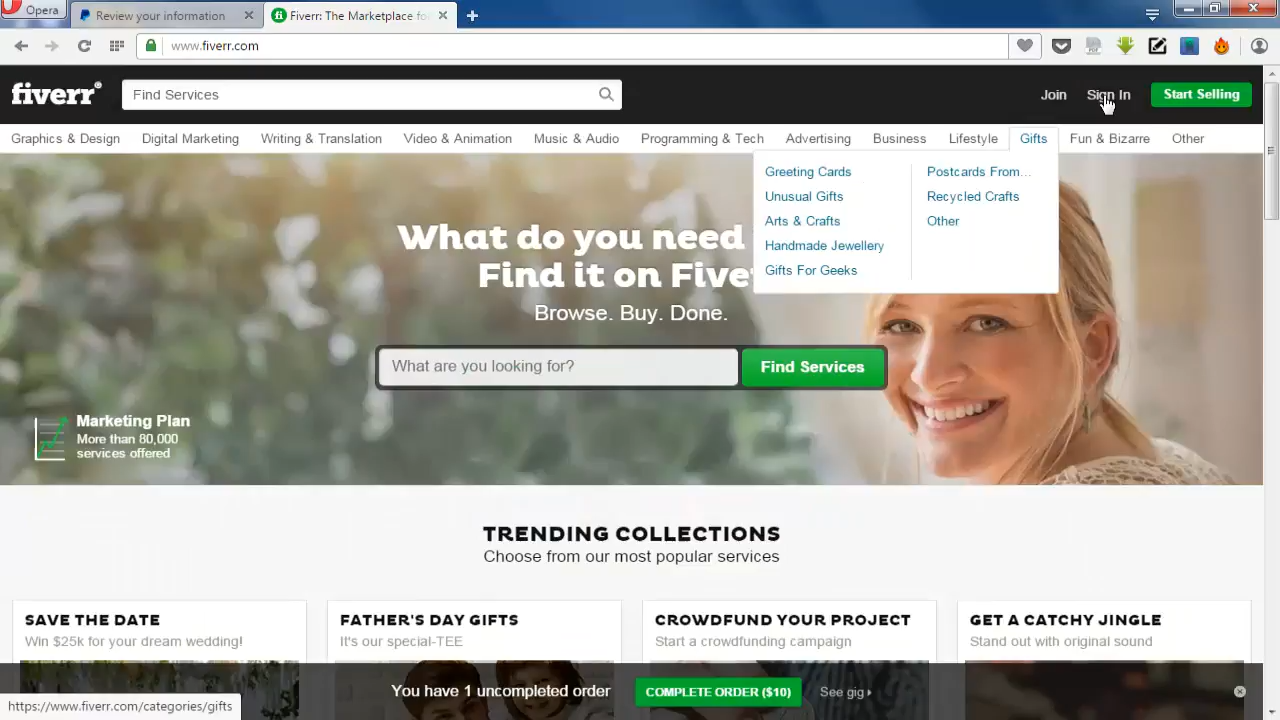 Opera
Review your information
Fiverr: The Marketplace fo
www.fiverr.com
fiverr®
Find Services
Join
Sign In
Start Selling
Graphics & Design
Digital Marketing
Writing & Translation
Video & Animation
Music & Audio
Programming & Tech
Advertising
Business
Lifestyle
Gifts
Fun & Bizarre
Other
Greeting Cards
Unusual Gifts
Arts & Crafts
Handmade Jewellery
Gifts For Geeks
Postcards From...
Recycled Crafts
Other
What do you need
Find it on Five
Browse. Buy. Done.
What are you looking for?
Find Services
Marketing Plan
More than 80,000
services offered
TRENDING COLLECTIONS
Choose from our most popular services
SAVE THE DATE
Win $25k for your dream wedding!
FATHER'S DAY GIFTS
It's our special-TEE
CROWDFUND YOUR PROJECT
Start a crowdfunding campaign
GET A CATCHY JINGLE
Stand out with original sound
You have 1 uncompleted order
COMPLETE ORDER ($10)
See gig
https://www.fiverr.com/categories/gifts